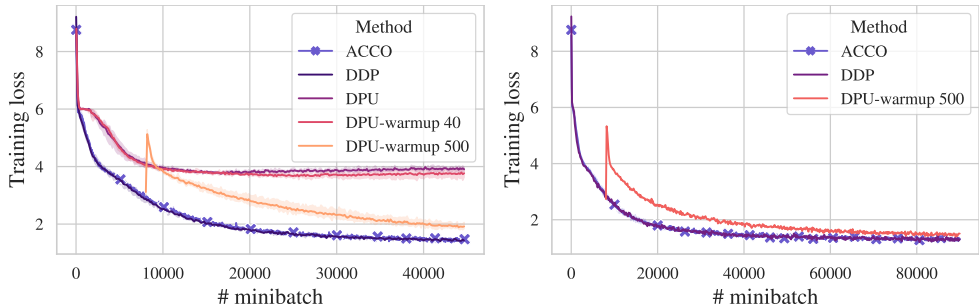 Training loss
8
6
4
2
0
10000
20000
30000
40000
# minibatch
Method
ACCO
DDP
DPU
DPU-warmup 40
DPU-warmup 500
Training loss
8
6
4
2
0
20000
40000
60000
80000
# minibatch
Method
ACCO
DDP
DPU-warmup 500